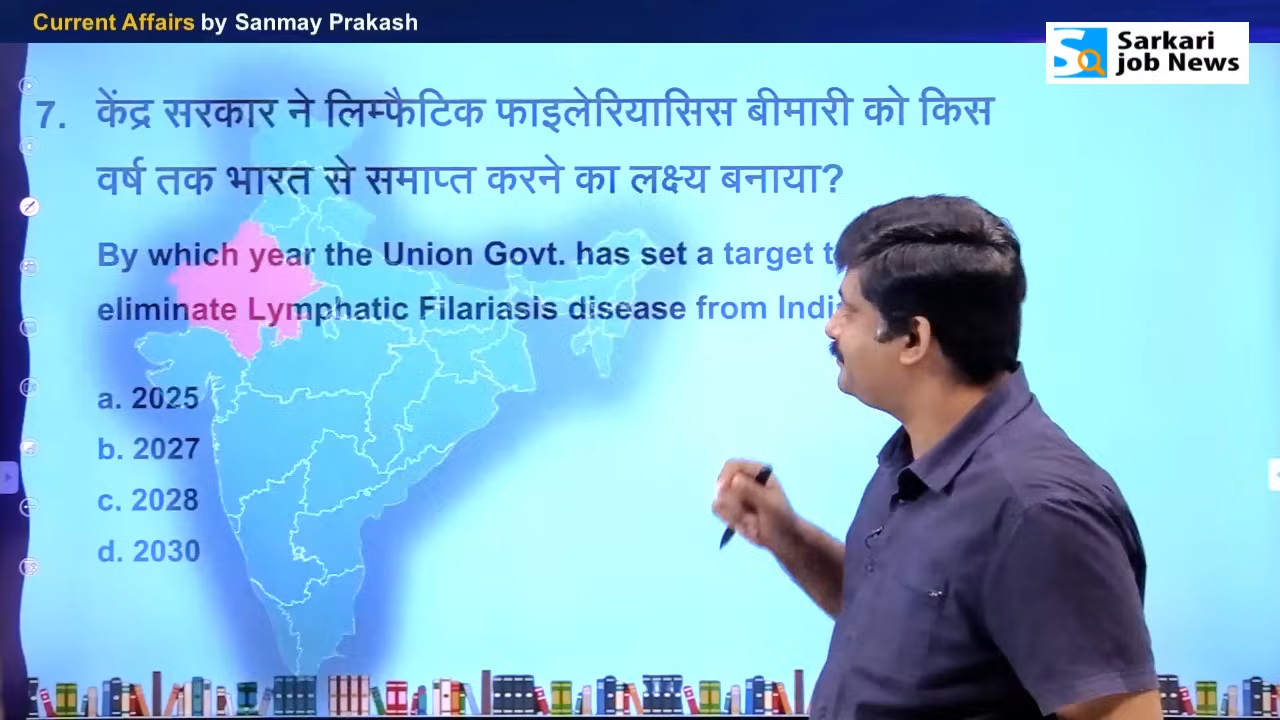 Current Affairs by Sanmay Prakash
Sarkari
job News
7. केंद्र सरकार ने लिम्फैटिक फाइलेरियासिस बीमारी को किस
वर्ष तक भारत से समाप्त करने का लक्ष्य बनाया?
By which year the Union Govt. has set a target
eliminate Lymphatic Filariasis disease from
a. 2025
b. 2027
c. 2028
d. 2030